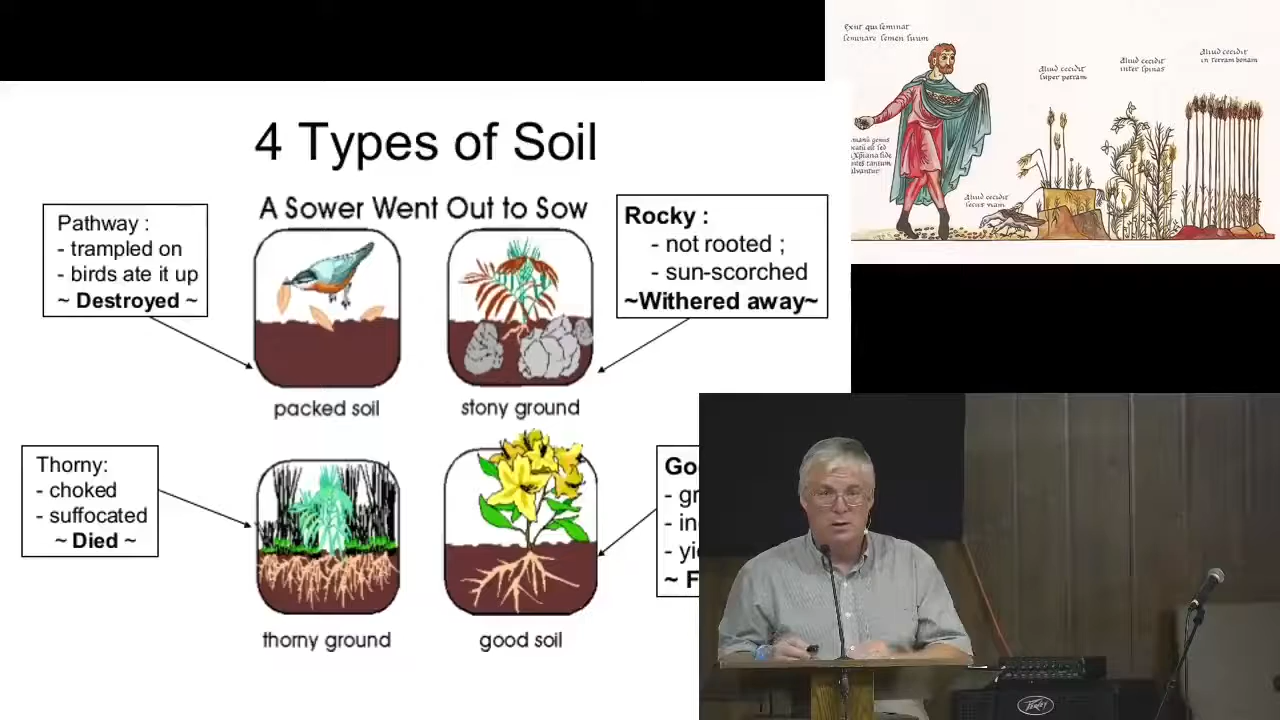 4 Types of Soil
A Sower Went Out to Sow
Pathway :
- trampled on
- birds ate it up
~ Destroyed ~
Rocky :
- not rooted ;
- sun-scorched
~Withered away~
packed soil
stony ground
Thorny:
- choked
- suffocated
~ Died ~
Go
- gr
- in
- yi
~ F
thorny ground
good soil
Exiit qui seminat
seminare semen suum
Aliud cecidit
super petram
Aliud cecidit
inter spinas
Aliud cecidit
in terram bonam
Aliud cecidit
secus viam
PEAVEY